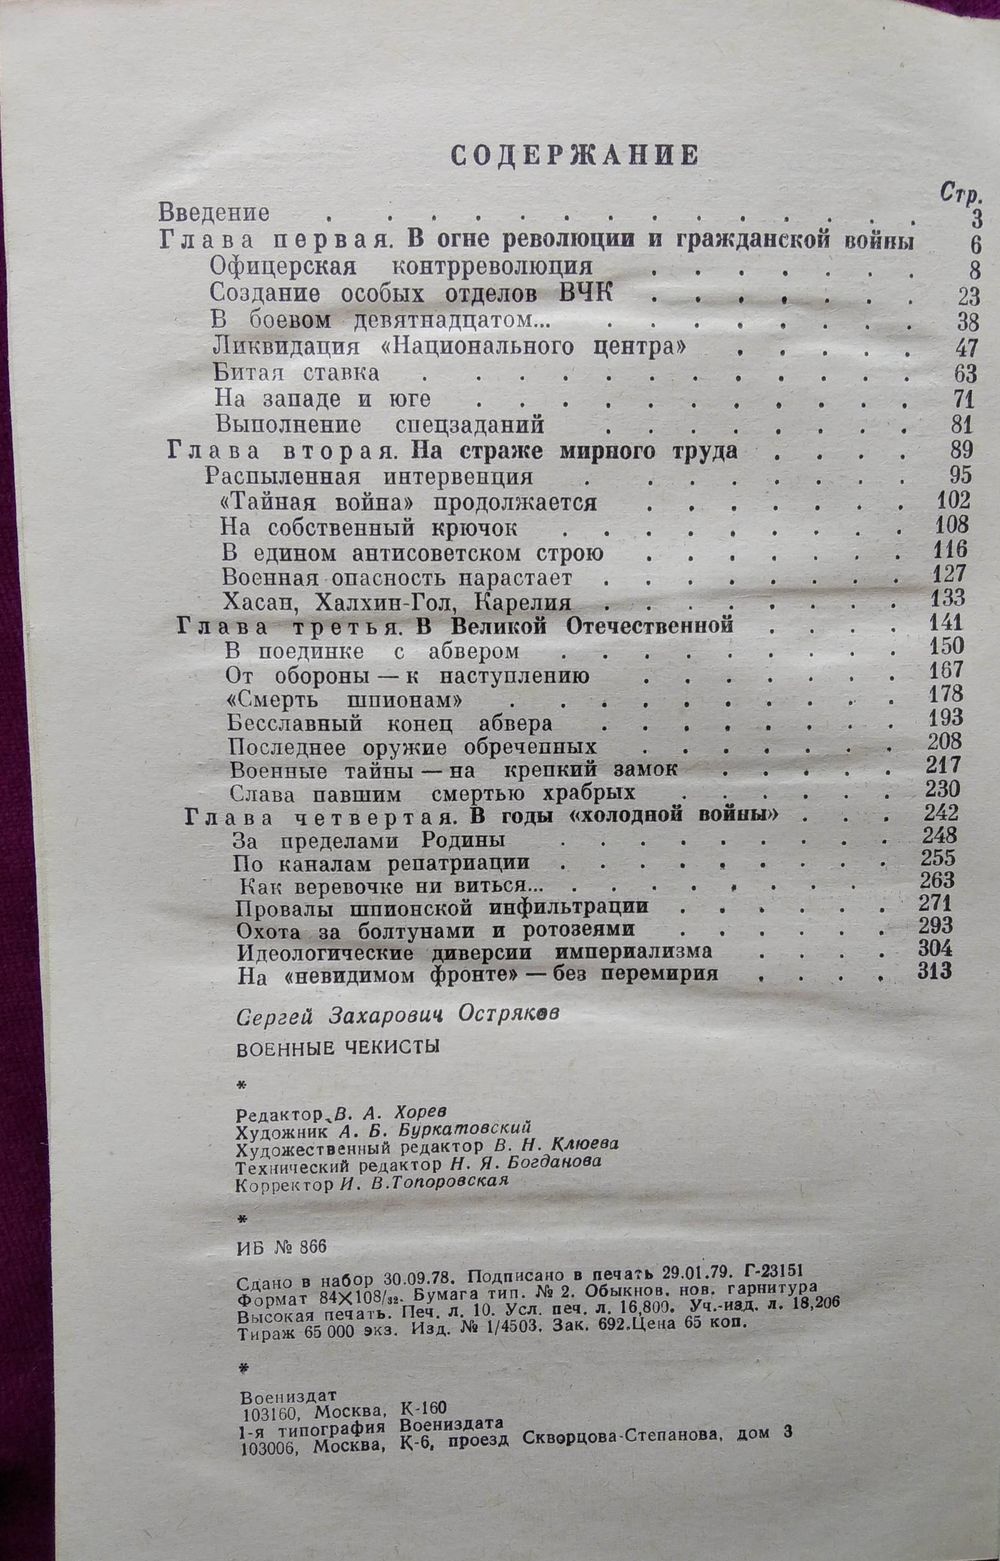 СОДЕРЖАНИЕ
Стр.
Введение . . . . . . . . . . . . . 3
Глава первая. В огне революции и гражданской войны 6
Офицерская контрреволюция . . . . . . . 8
Создание особых отделов ВЧК . . . . . . . 23
В боевом девятнадцатом... . . . . . . . . 38
Ликвидация «Национального центра» . . . . . 47
Битая ставка . . . . . . . . . . 63
На западе и юге . . . . . . . . . 71
Выполнение спецзаданий . . . . . . . . 81
Глава вторая. На страже мирного труда . . . . 89
Распыленная интервенция . . . . . . . . 95
«Тайная война» продолжается . . . . . . . 102
На собственный крючок . . . . . . . . 108
В едином антисоветском строю . . . . . . . 116
Военная опасность нарастает . . . . . . . 127
Хасан, Халхин-Гол, Карелия . . . . . . . . 133
Глава третья. В Великой Отечественной . . . . 141
В поединке с абвером . . . . . . . . 150
От обороны — к наступлению . . . . . . . 167
«Смерть шпионам» . . . . . . . . . 178
Бесславный конец абвера . . . . . . . . 193
Последнее оружие обреченных . . . . . . . 208
Военные тайны — на крепкий замок . . . . . 217
Слава павшим смертью храбрых . . . . . . 230
Глава четвертая. В годы «холодной войны» . . . 242
За пределами Родины . . . . . . . . 248
По каналам репатриации . . . . . . . . 255
Как веревочке ни виться... . . . . . . . . 263
Провалы шпионской инфильтрации . . . . . . 271
Охота за болтунами и ротозеями . . . . . . 293
Идеологические диверсии империализма . . . . 304
На «невидимом фронте» — без перемирия . . . . 313
Сергей Захарович Остряков
ВОЕННЫЕ ЧЕКИСТЫ
*
Редактор В. А. Хорев
Художник А. Б. Буркатовский
Художественный редактор В. Н. Клюева
Технический редактор Н. Я. Богданова
Корректор И. В.Топоровская
*
ИБ № 866
Сдано в набор 30.09.78. Подписано в печать 29.01.79. Г-23151
Формат 84×108/32. Бумага тип. № 2. Обыкнов. нов. гарнитура
Высокая печать. Печ. л. 10. Усл. печ. л. 16,800. Уч.-изд. л. 18,206
Тираж 65 000 экз. Изд. № 1/4503. Зак. 692.Цена 65 коп.
*
Воениздат
103160, Москва, К-160
1-я типография Воениздата
103006, Москва, К-6, проезд Скворцова-Степанова, дом 3